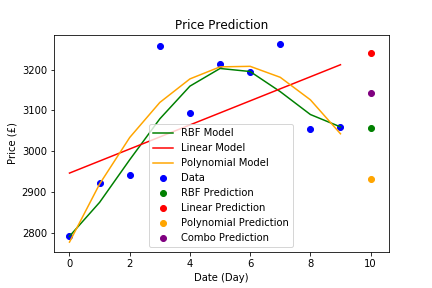 Price Prediction
Price (£)
3200
3100
3000
2900
2800
RBF Model
Linear Model
Polynomial Model
Data
RBF Prediction
Linear Prediction
Polynomial Prediction
Combo Prediction
0 2 4 6 8 10
Date (Day)